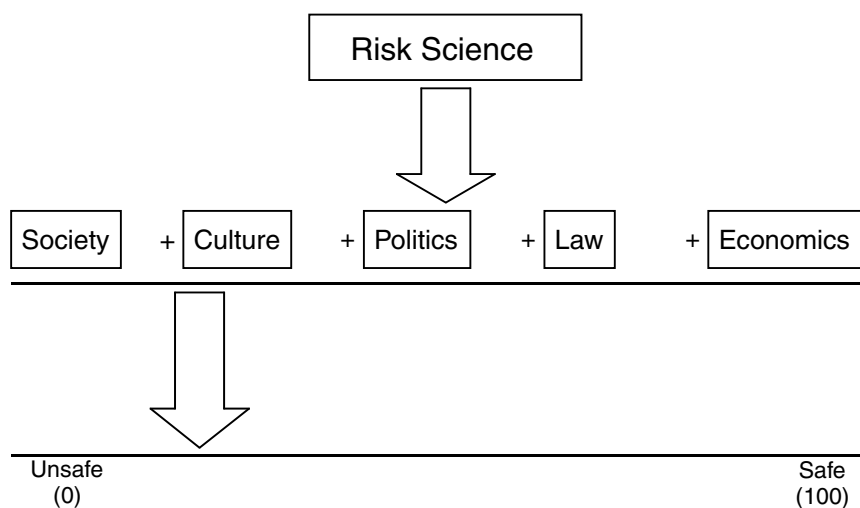 Risk Science
Society + Culture + Politics + Law + Economics
Unsafe Safe
(0) (100)